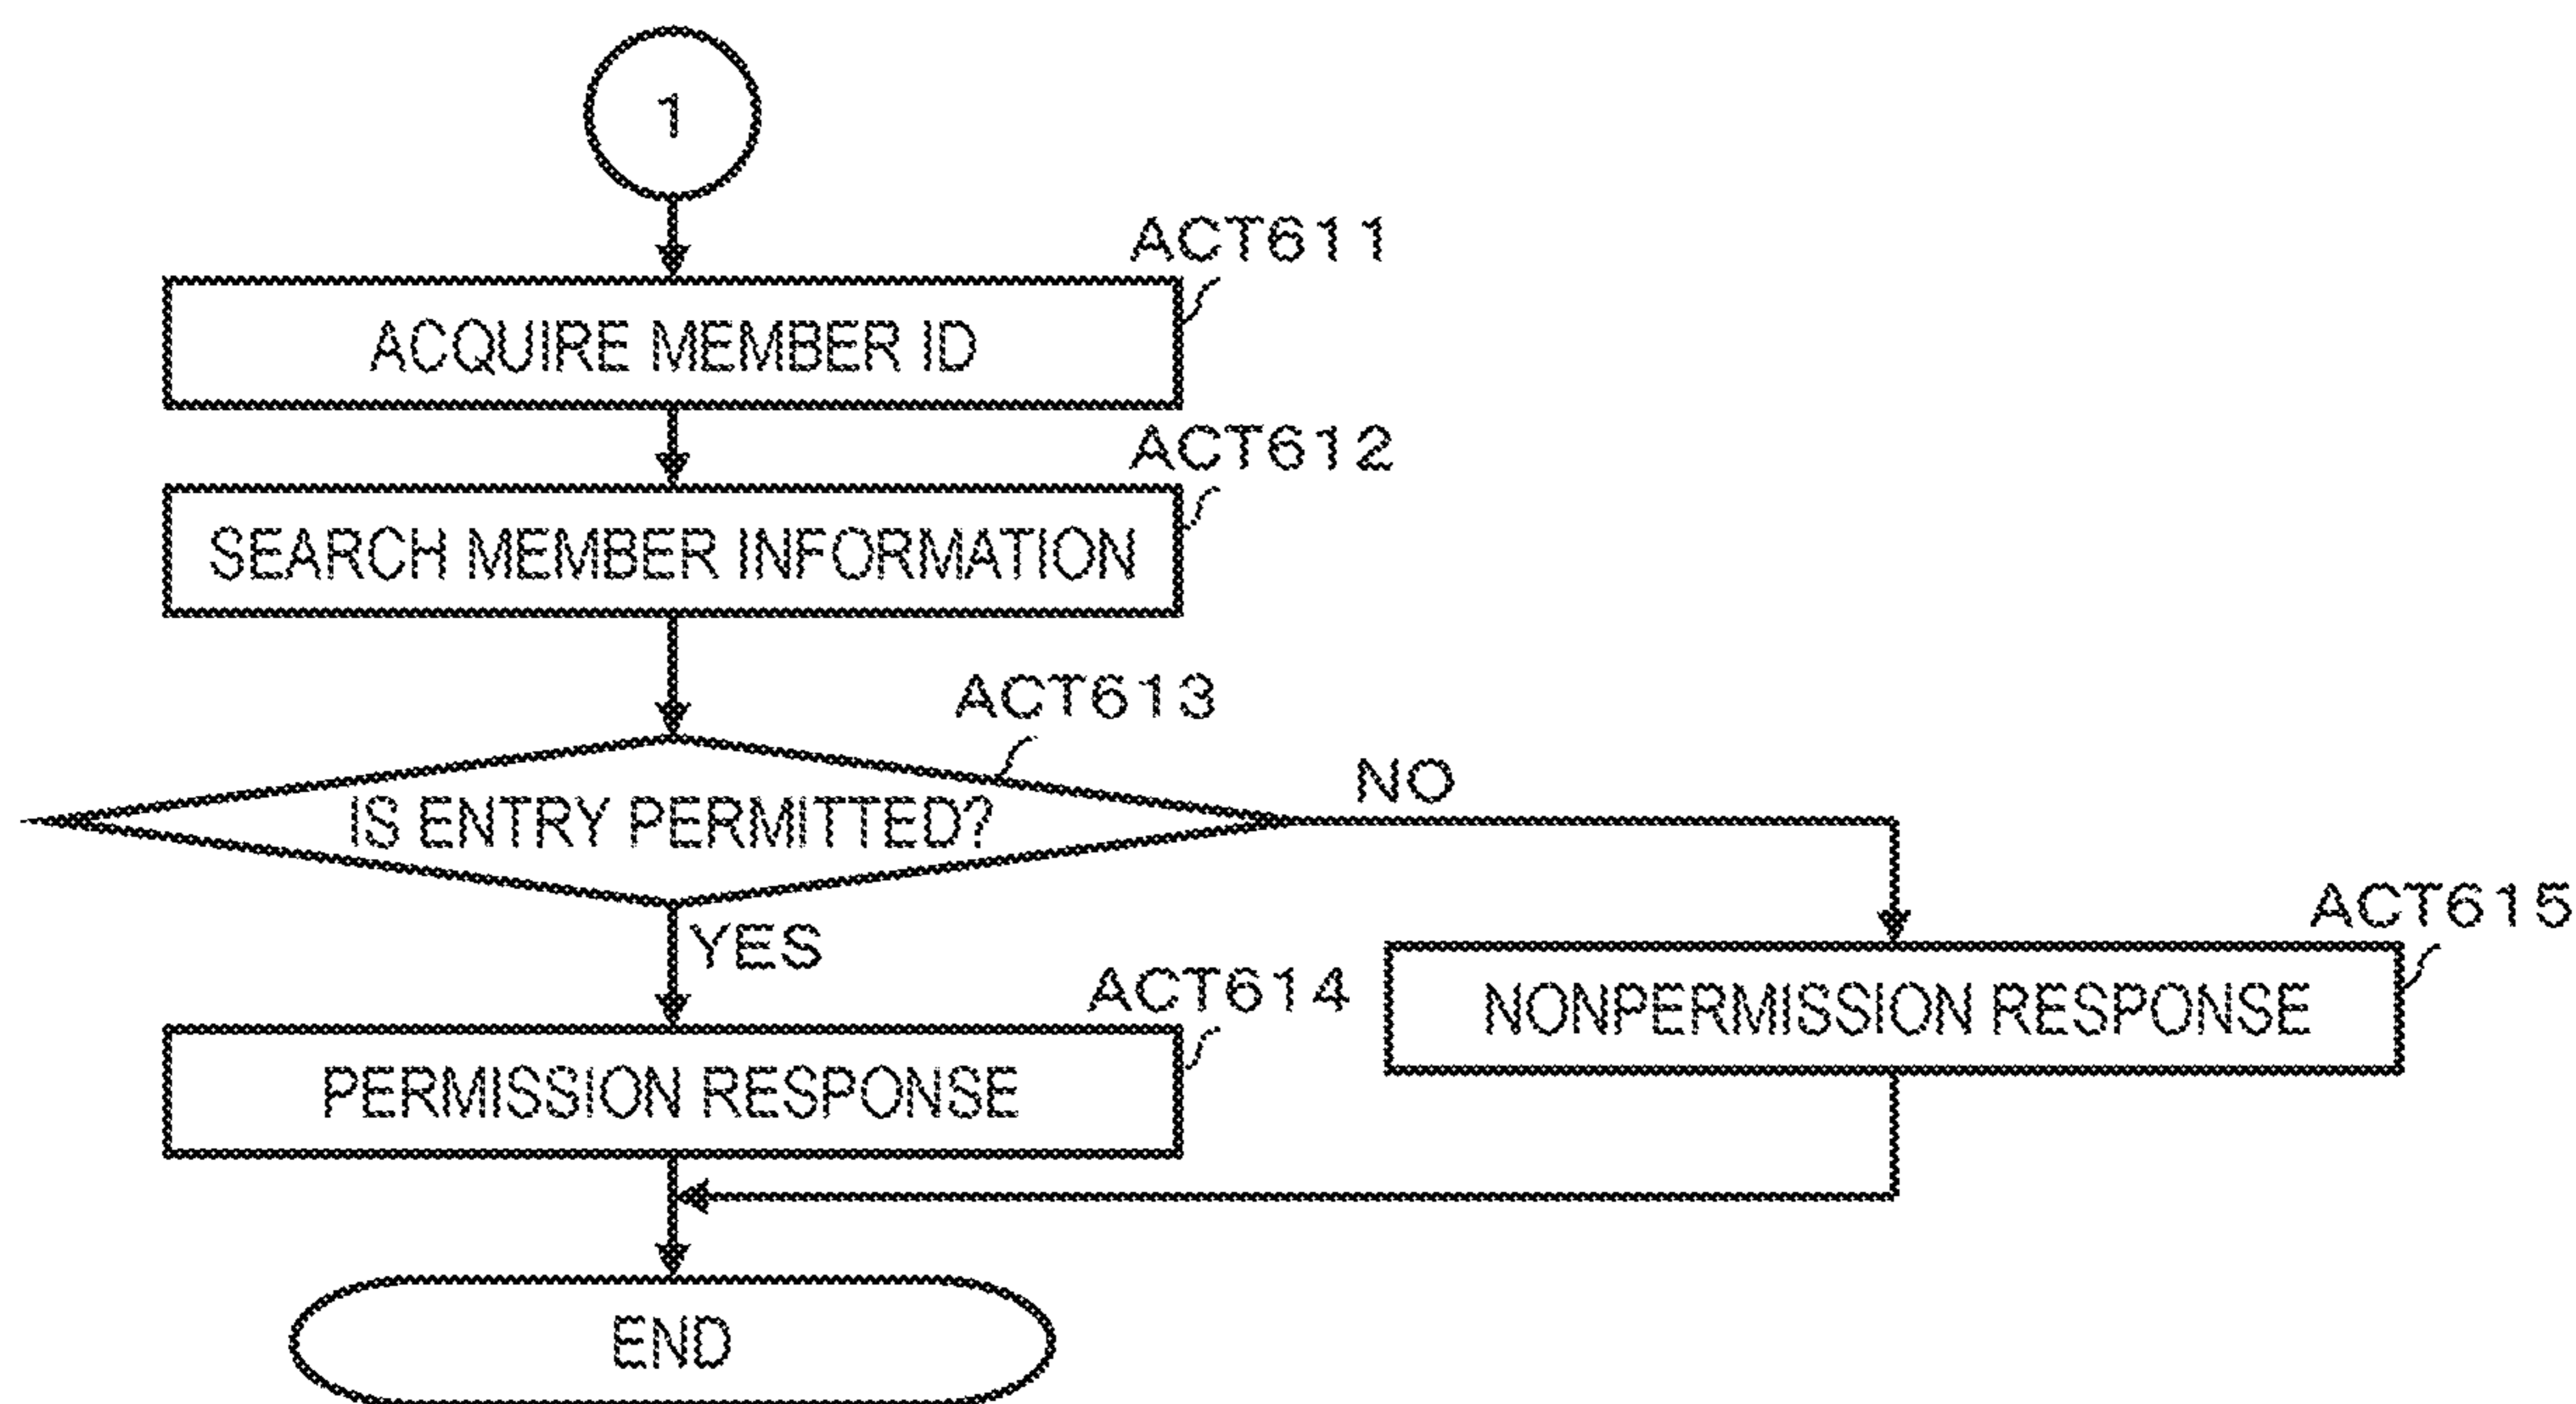 1
ACT611
ACQUIRE MEMBER ID
ACT612
SEARCH MEMBER INFORMATION
ACT613
IS ENTRY PERMITTED?
NO
YES
ACT614
PERMISSION RESPONSE
ACT615
NONPERMISSION RESPONSE
END